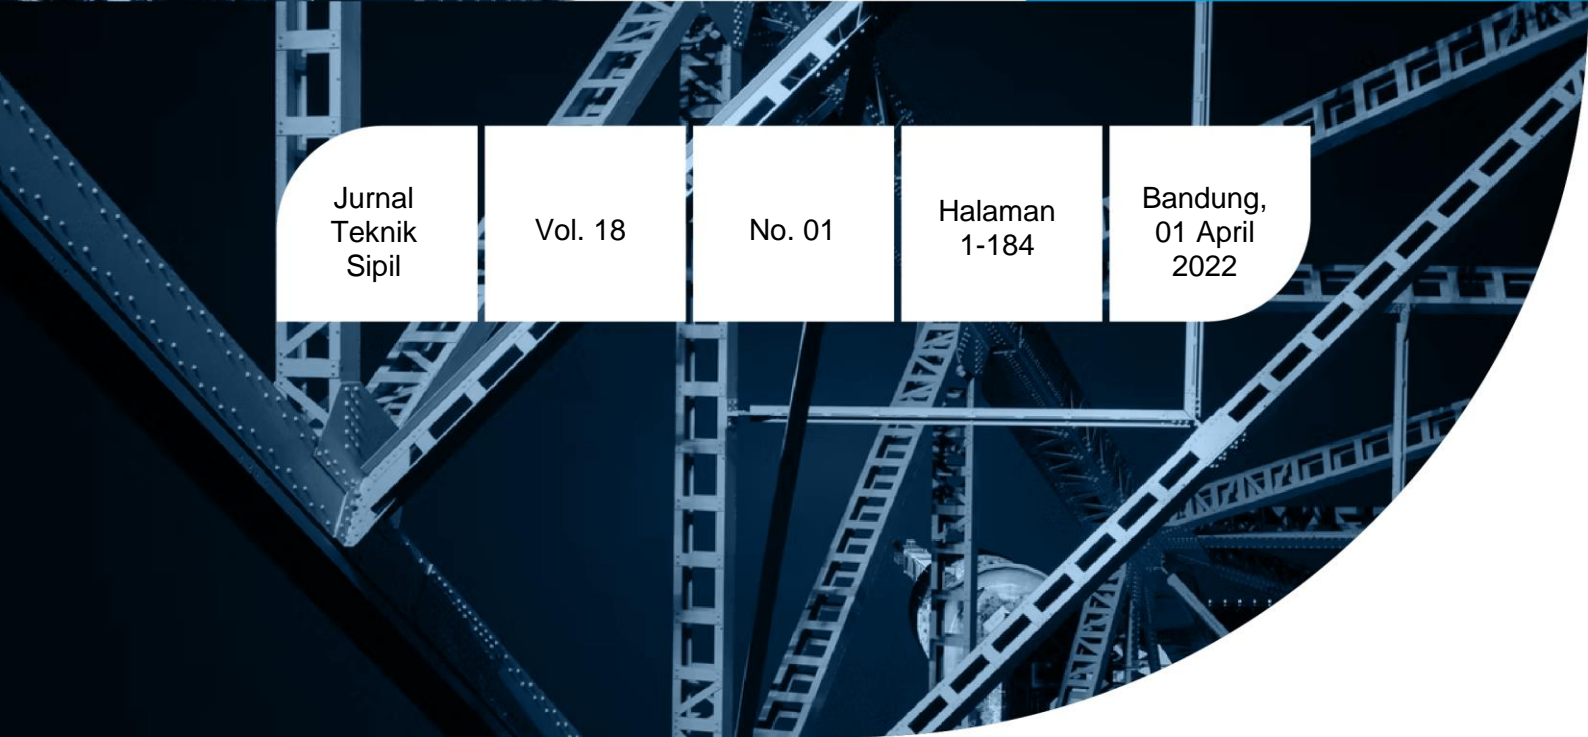 Jurnal
Teknik
Sipil
Vol. 18
No. 01
Halaman
1-184
Bandung,
01 April
2022